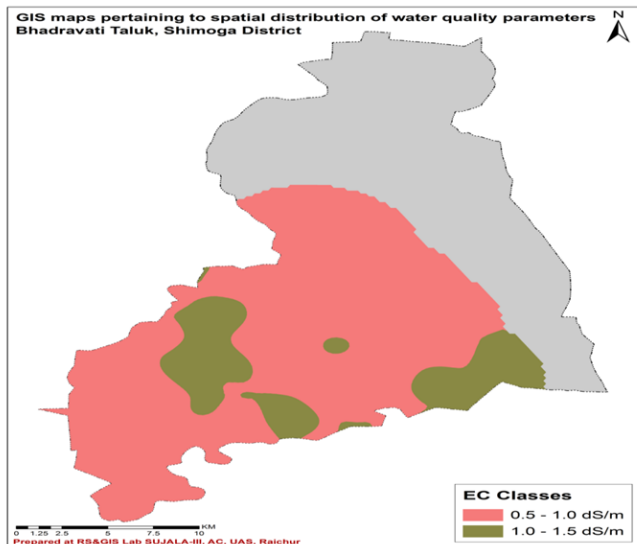 GIS maps pertaining to spatial distribution of water quality parameters
Bhadravati Taluk, Shimoga District
N
EC Classes
0.5 - 1.0 dS/m
1.0 - 1.5 dS/m
KM
0 1.25 2.5 5 7.5 10
Prepared at RS&GIS Lab SUJALA-III, AC, UAS, Raichur